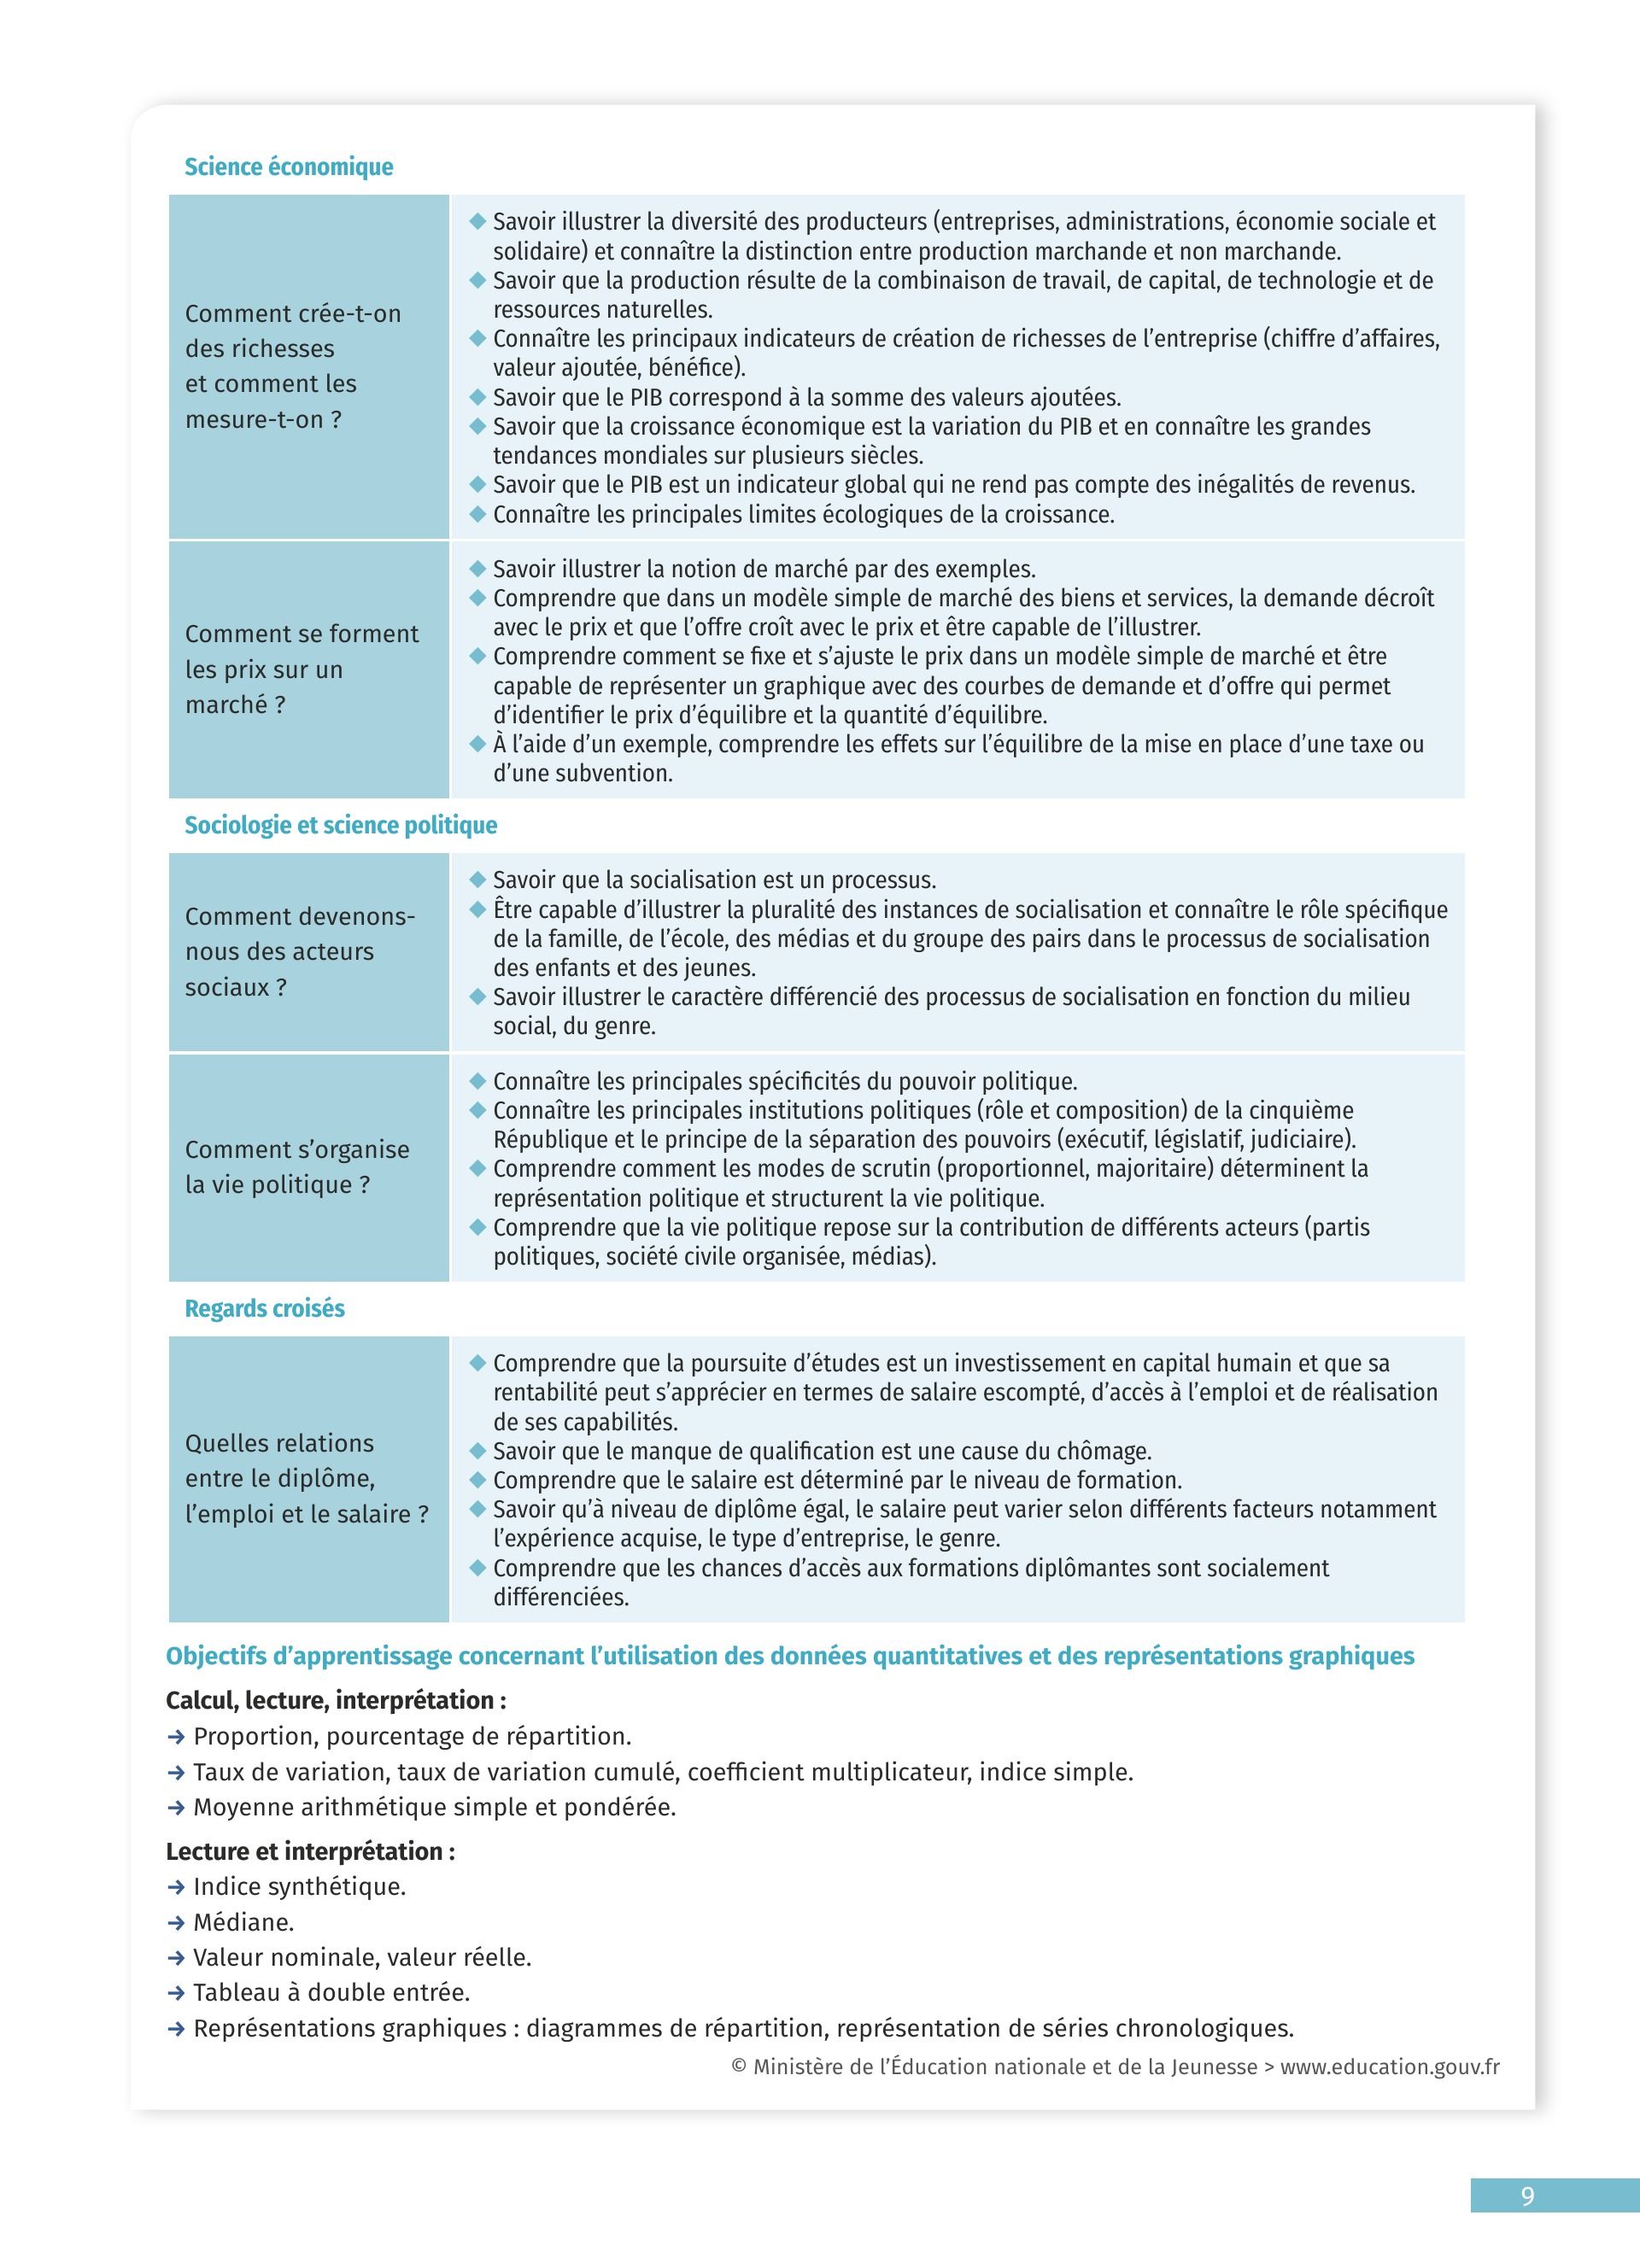 Science économique
Comment crée-t-on
des richesses
et comment les
mesure-t-on ?
◆ Savoir illustrer la diversité des producteurs (entreprises, administrations, économie sociale et
solidaire) et connaître la distinction entre production marchande et non marchande.
◆ Savoir que la production résulte de la combinaison de travail, de capital, de technologie et de
ressources naturelles.
◆ Connaître les principaux indicateurs de création de richesses de l’entreprise (chiffre d’affaires,
valeur ajoutée, bénéfice).
◆ Savoir que le PIB correspond à la somme des valeurs ajoutées.
◆ Savoir que la croissance économique est la variation du PIB et en connaître les grandes
tendances mondiales sur plusieurs siècles.
◆ Savoir que le PIB est un indicateur global qui ne rend pas compte des inégalités de revenus.
◆ Connaître les principales limites écologiques de la croissance.
Comment se forment
les prix sur un
marché ?
◆ Savoir illustrer la notion de marché par des exemples.
◆ Comprendre que dans un modèle simple de marché des biens et services, la demande décroît
avec le prix et que l’offre croît avec le prix et être capable de l’illustrer.
◆ Comprendre comment se fixe et s’ajuste le prix dans un modèle simple de marché et être
capable de représenter un graphique avec des courbes de demande et d’offre qui permet
d’identifier le prix d’équilibre et la quantité d’équilibre.
◆ À l’aide d’un exemple, comprendre les effets sur l’équilibre de la mise en place d’une taxe ou
d’une subvention.
Sociologie et science politique
Comment devenons-
nous des acteurs
sociaux ?
◆ Savoir que la socialisation est un processus.
◆ Être capable d’illustrer la pluralité des instances de socialisation et connaître le rôle spécifique
de la famille, de l’école, des médias et du groupe des pairs dans le processus de socialisation
des enfants et des jeunes.
◆ Savoir illustrer le caractère différencié des processus de socialisation en fonction du milieu
social, du genre.
Comment s’organise
la vie politique ?
◆ Connaître les principales spécificités du pouvoir politique.
◆ Connaître les principales institutions politiques (rôle et composition) de la cinquième
République et le principe de la séparation des pouvoirs (exécutif, législatif, judiciaire).
◆ Comprendre comment les modes de scrutin (proportionnel, majoritaire) déterminent la
représentation politique et structurent la vie politique.
◆ Comprendre que la vie politique repose sur la contribution de différents acteurs (partis
politiques, société civile organisée, médias).
Regards croisés
Quelles relations
entre le diplôme,
l’emploi et le salaire ?
◆ Comprendre que la poursuite d’études est un investissement en capital humain et que sa
rentabilité peut s’apprécier en termes de salaire escompté, d’accès à l’emploi et de réalisation
de ses capabilités.
◆ Savoir que le manque de qualification est une cause du chômage.
◆ Comprendre que le salaire est déterminé par le niveau de formation.
◆ Savoir qu’à niveau de diplôme égal, le salaire peut varier selon différents facteurs notamment
l’expérience acquise, le type d’entreprise, le genre.
◆ Comprendre que les chances d’accès aux formations diplômantes sont socialement
différenciées.
Objectifs d’apprentissage concernant l’utilisation des données quantitatives et des représentations graphiques
Calcul, lecture, interprétation :
→ Proportion, pourcentage de répartition.
→ Taux de variation, taux de variation cumulé, coefficient multiplicateur, indice simple.
→ Moyenne arithmétique simple et pondérée.
Lecture et interprétation :
→ Indice synthétique.
→ Médiane.
→ Valeur nominale, valeur réelle.
→ Tableau à double entrée.
→ Représentations graphiques : diagrammes de répartition, représentation de séries chronologiques.
© Ministère de l’Éducation nationale et de la Jeunesse > www.education.gouv.fr
9